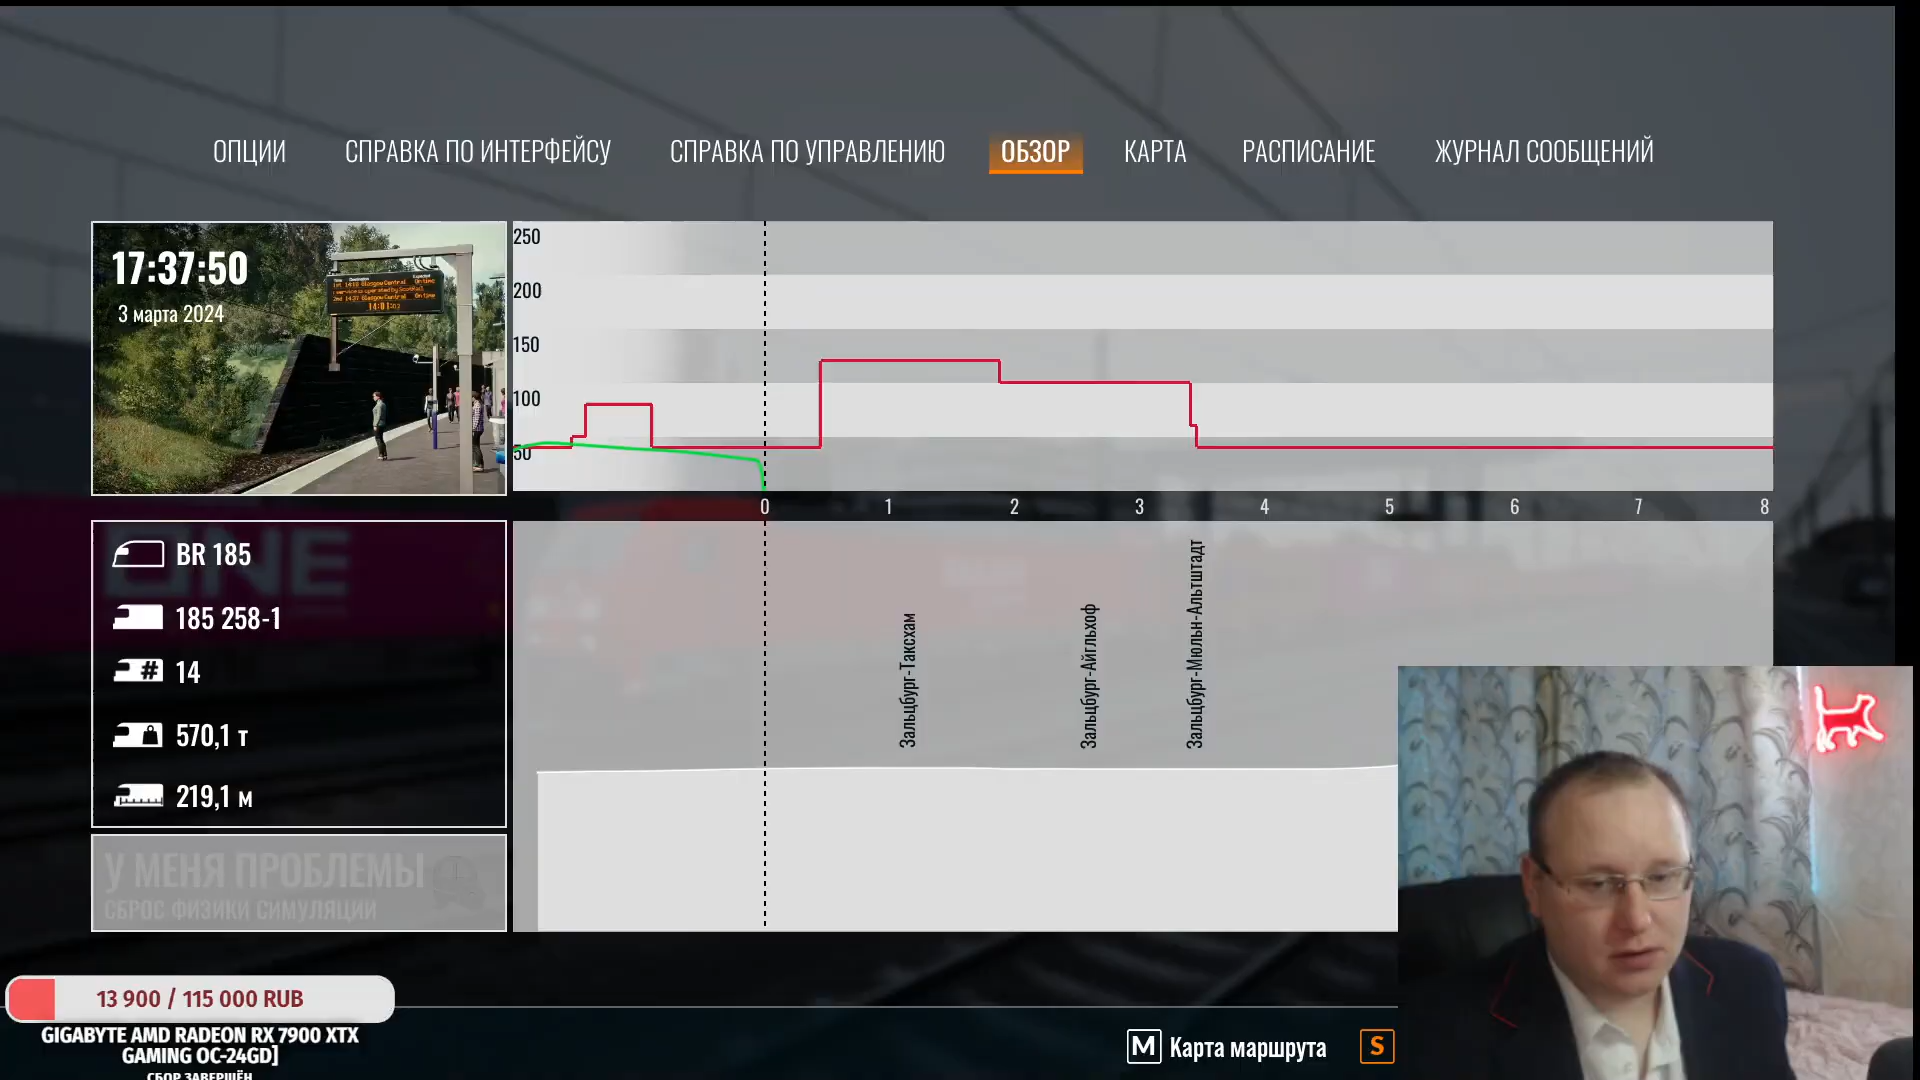 ОПЦИИ СПРАВКА ПО ИНТЕРФЕЙСУ СПРАВКА ПО УПРАВЛЕНИЮ ОБЗОР КАРТА РАСПИСАНИЕ ЖУРНАЛ СООБЩЕНИЙ
17:37:50
3 марта 2024
250
200
150
100
50
0 1 2 3 4 5 6 7 8
BR 185
185 258-1
14
570,1 т
219,1 м
ONE
Зальцбург-Таксхам
Зальцбург-Айгльхоф
Зальцбург-Мюльн-Альтштадт
У МЕНЯ ПРОБЛЕМЫ
СБРОС ФИЗИКИ СИМУЛЯЦИИ
13 900 / 115 000 RUB
GIGABYTE AMD RADEON RX 7900 XTX
GAMING OC-24GD]
СБОР ЗАВЕРШЁН
M Карта маршрута S